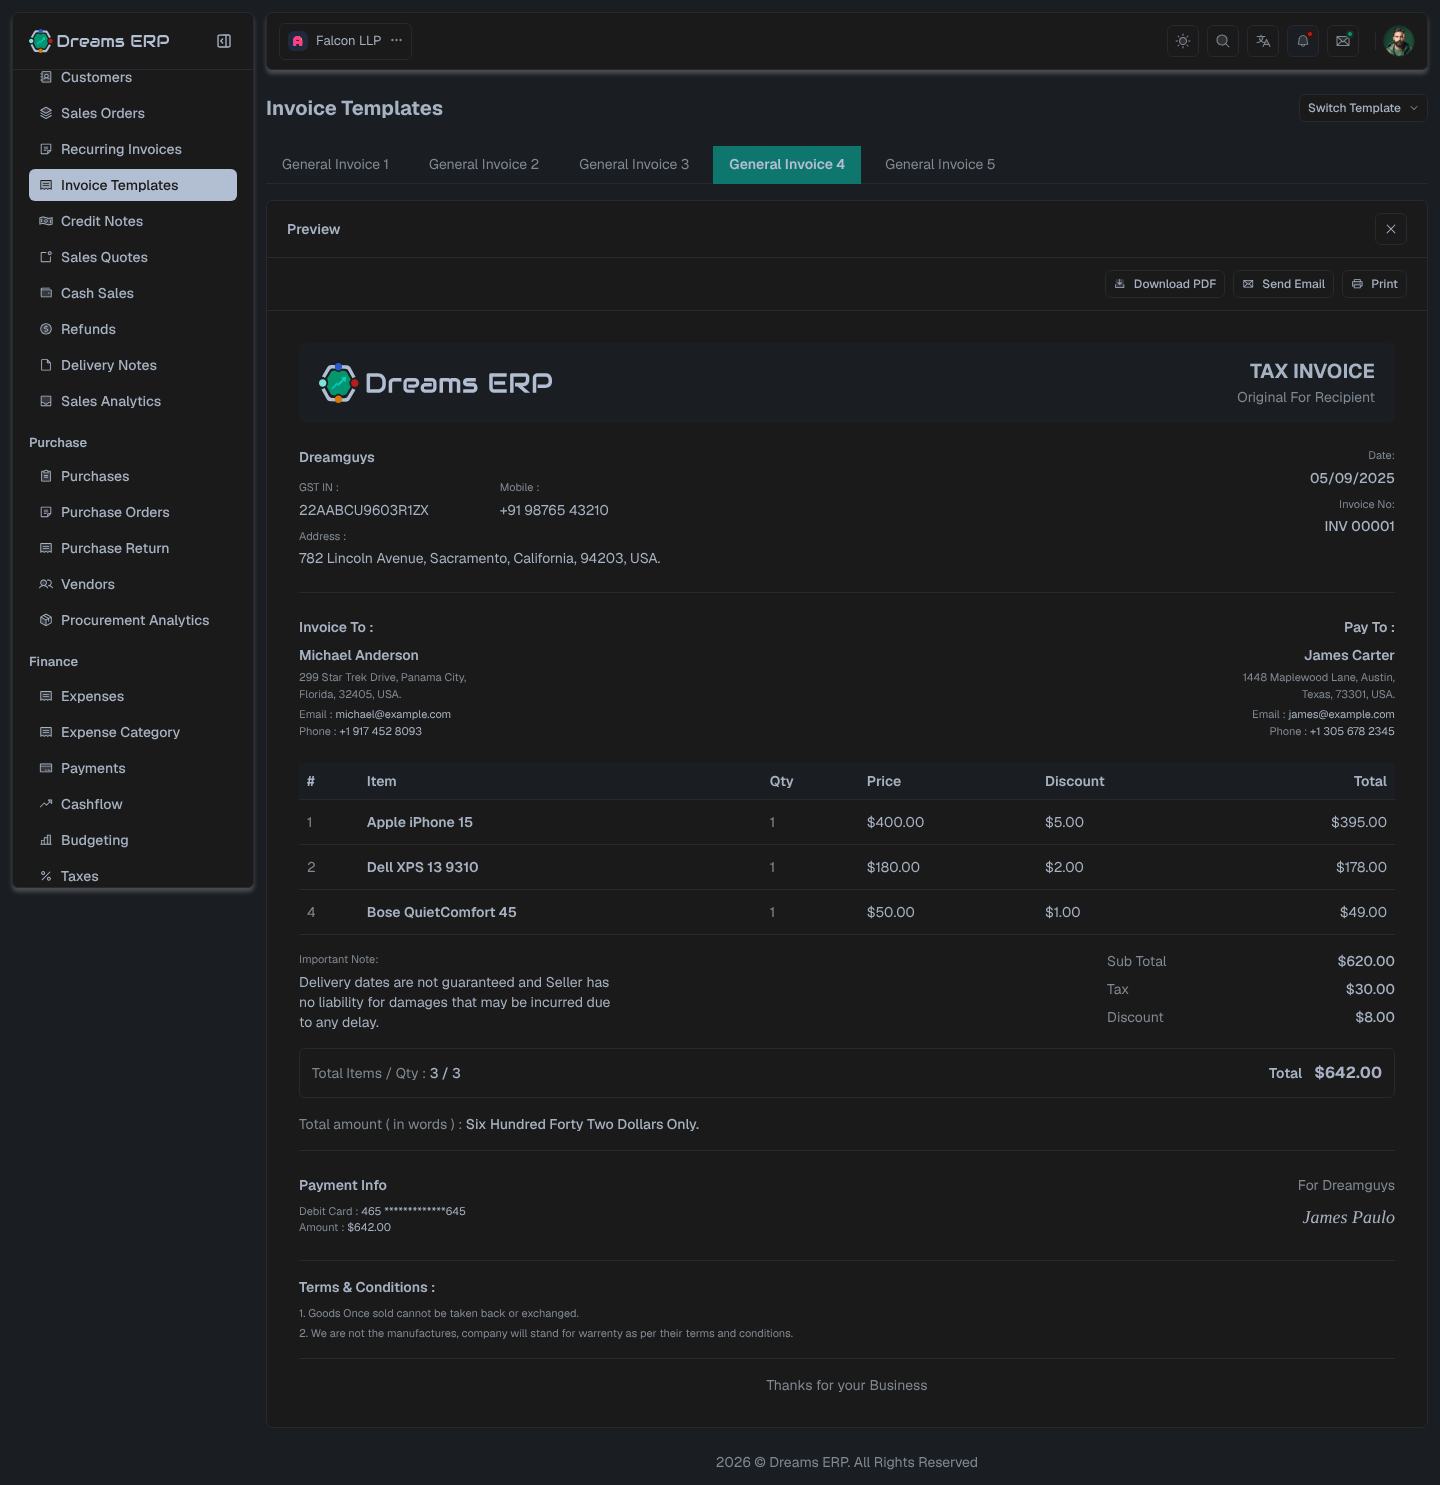 Dreams ERP
Customers
Sales Orders
Recurring Invoices
Invoice Templates
Credit Notes
Sales Quotes
Cash Sales
Refunds
Delivery Notes
Sales Analytics
Purchase
Purchases
Purchase Orders
Purchase Return
Vendors
Procurement Analytics
Finance
Expenses
Expense Category
Payments
Cashflow
Budgeting
Taxes
Falcon LLP
Invoice Templates
Switch Template
General Invoice 1 General Invoice 2 General Invoice 3 General Invoice 4 General Invoice 5
Preview
Download PDF Send Email Print
Dreams ERP
TAX INVOICE
Original For Recipient
Dreamguys
GST IN :
22AABCU9603R1ZX
Mobile :
+91 98765 43210
Address :
782 Lincoln Avenue, Sacramento, California, 94203, USA.
Date:
05/09/2025
Invoice No:
INV 00001
Invoice To :
Michael Anderson
299 Star Trek Drive, Panama City,
Florida, 32405, USA.
Email : michael@example.com
Phone : +1 917 452 8093
Pay To :
James Carter
1448 Maplewood Lane, Austin,
Texas, 73301, USA.
Email : james@example.com
Phone : +1 305 678 2345
# Item Qty Price Discount Total
1 Apple iPhone 15 1 $400.00 $5.00 $395.00
2 Dell XPS 13 9310 1 $180.00 $2.00 $178.00
4 Bose QuietComfort 45 1 $50.00 $1.00 $49.00
Important Note:
Delivery dates are not guaranteed and Seller has
no liability for damages that may be incurred due
to any delay.
Sub Total $620.00
Tax $30.00
Discount $8.00
Total Items / Qty : 3 / 3
Total $642.00
Total amount ( in words ) : Six Hundred Forty Two Dollars Only.
Payment Info
Debit Card : 465 *************645
Amount : $642.00
For Dreamguys
James Paulo
Terms & Conditions :
1. Goods Once sold cannot be taken back or exchanged.
2. We are not the manufactures, company will stand for warrenty as per their terms and conditions.
Thanks for your Business
2026 © Dreams ERP. All Rights Reserved